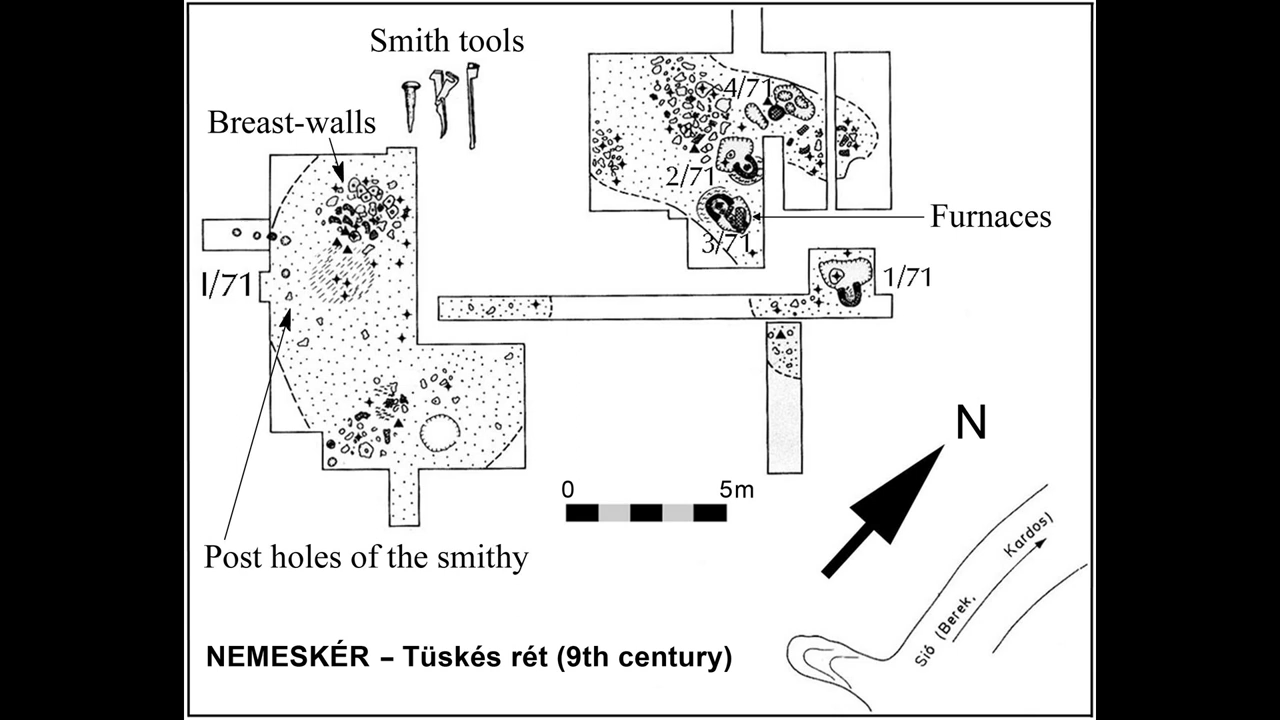 Smith tools
Breast-walls
4/71
2/71
Furnaces
3/71
I/71
1/71
N
0 5m
Post holes of the smithy
Sió (Berek, Kardos)
NEMESKÉR – Tüskés rét (9th century)